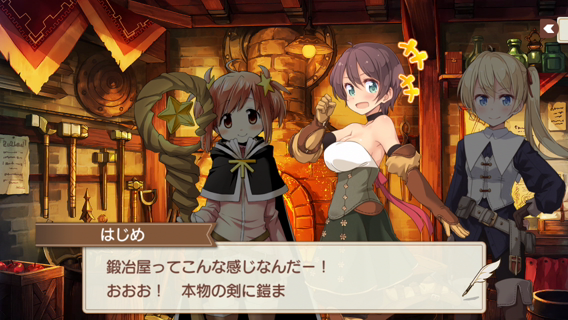 はじめ
鍛冶屋ってこんな感じなんだー！
おおお！　本物の剣に鎧ま